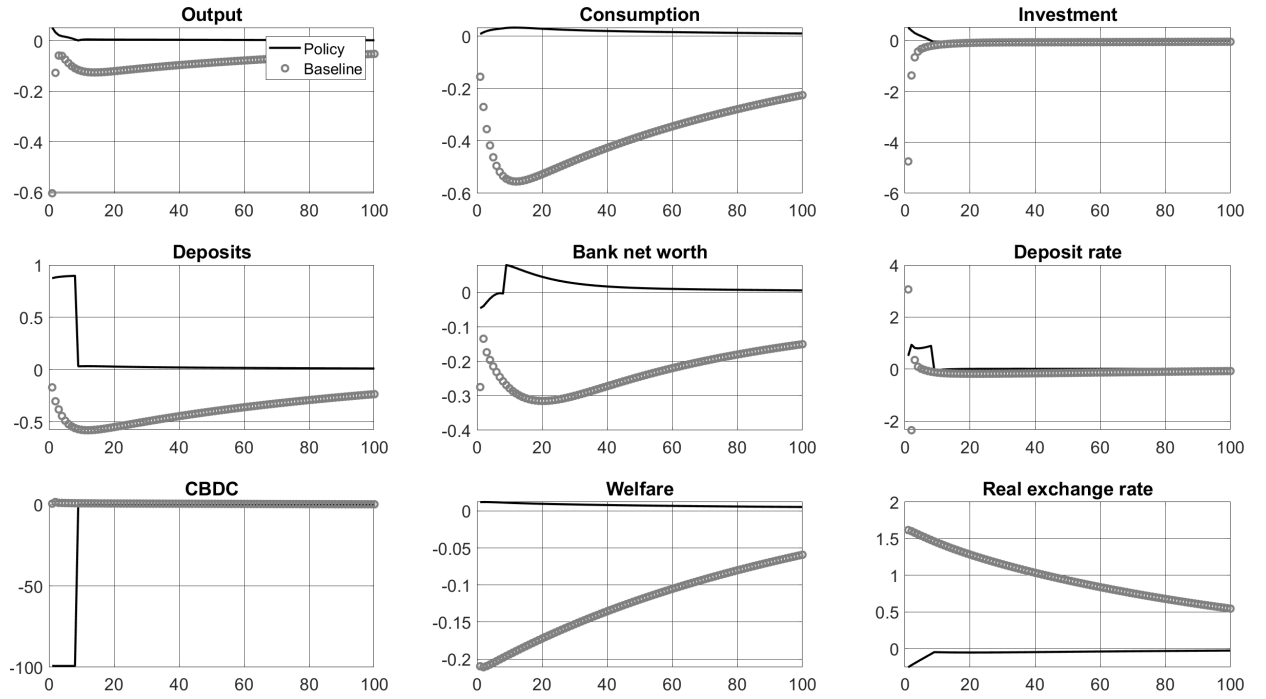 Output
0
-0.2
-0.4
-0.6
0 20 40 60 80 100
Policy
Baseline
Consumption
0
-0.2
-0.4
-0.6
0 20 40 60 80 100
Investment
0
-2
-4
-6
0 20 40 60 80 100
Deposits
1
0.5
0
-0.5
0 20 40 60 80 100
Bank net worth
0
-0.1
-0.2
-0.3
-0.4
0 20 40 60 80 100
Deposit rate
4
2
0
-2
0 20 40 60 80 100
CBDC
0
-50
-100
0 20 40 60 80 100
Welfare
0
-0.05
-0.1
-0.15
-0.2
0 20 40 60 80 100
Real exchange rate
2
1.5
1
0.5
0
0 20 40 60 80 100